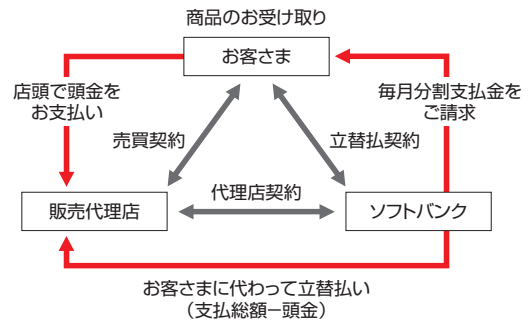 商品のお受け取り
お客さま
店頭で頭金を
お支払い
毎月分割支払金を
ご請求
売買契約
立替払契約
代理店契約
販売代理店
ソフトバンク
お客さまに代わって立替払い
（支払総額−頭金）